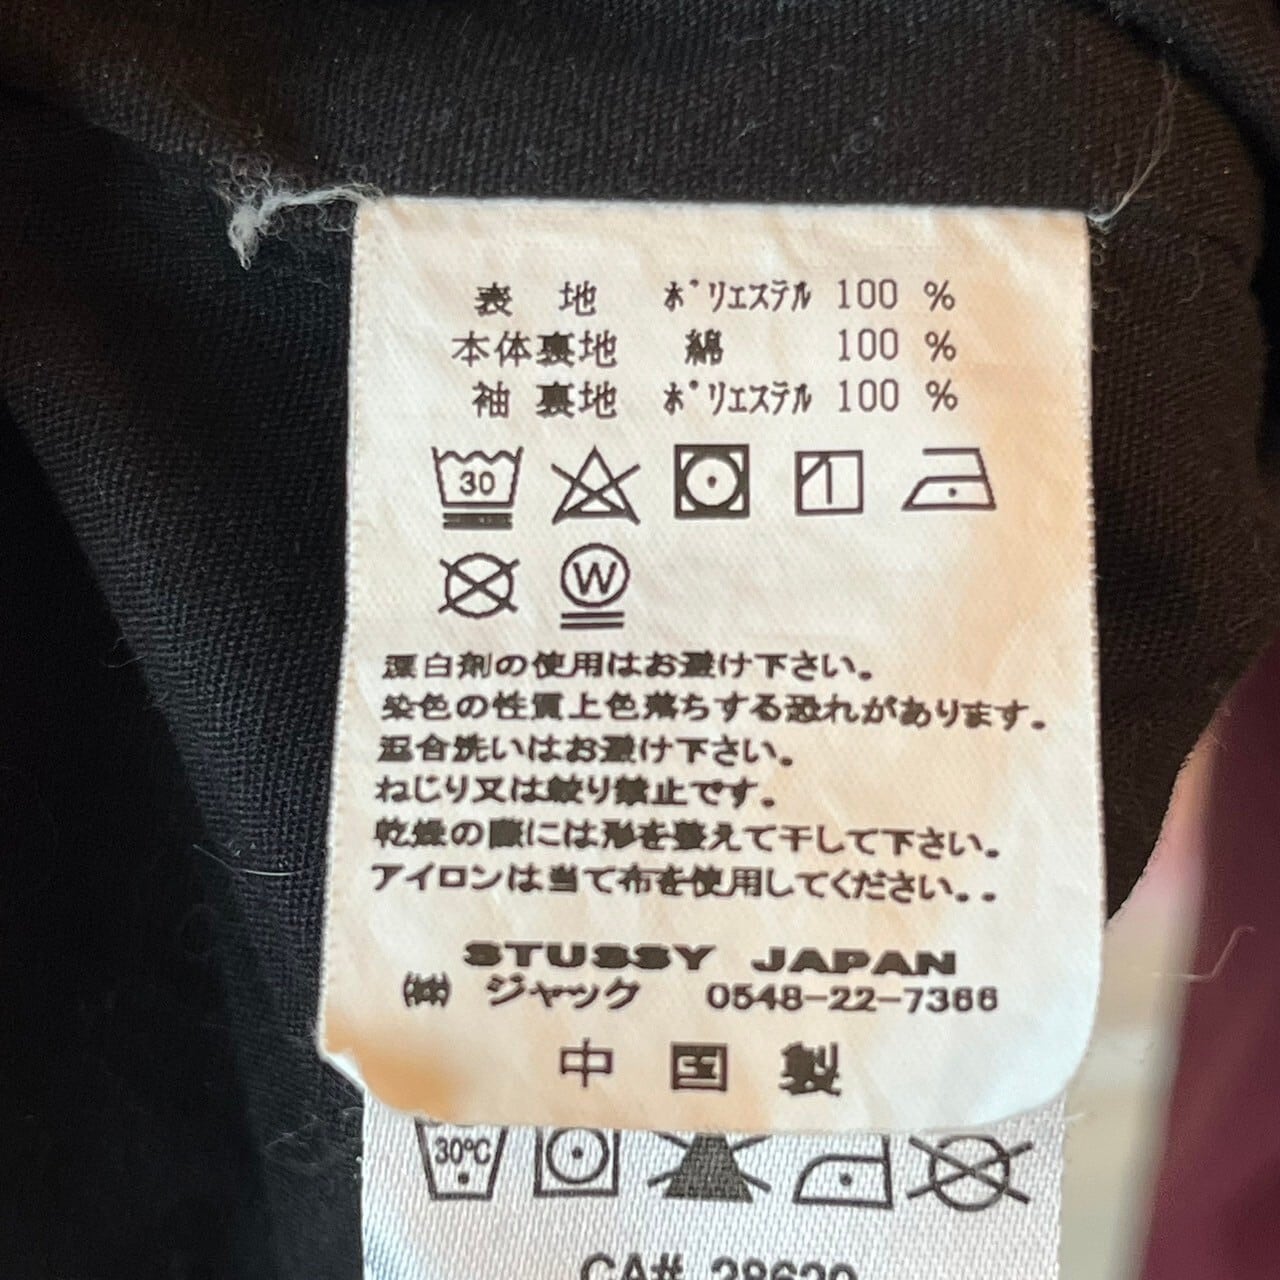 表 地 ポリエステル 100 %
本体裏地 綿 100 %
袖 裏地 ポリエステル 100 %
30
W
漂白剤の使用はお避け下さい。
染色の性質上色落ちする恐れがあります。
混合洗いはお避け下さい。
ねじり又は絞り禁止です。
乾燥の際には形を整えて干して下さい。
アイロンは当て布を使用してください。.
STUSSY JAPAN
㈱ ジャック 0548-22-7366
中 国 製
30℃
CA# 28620